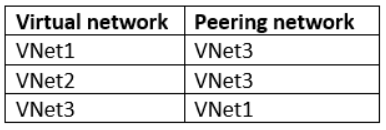 Virtual network Peering network
VNet1 VNet3
VNet2 VNet3
VNet3 VNet1